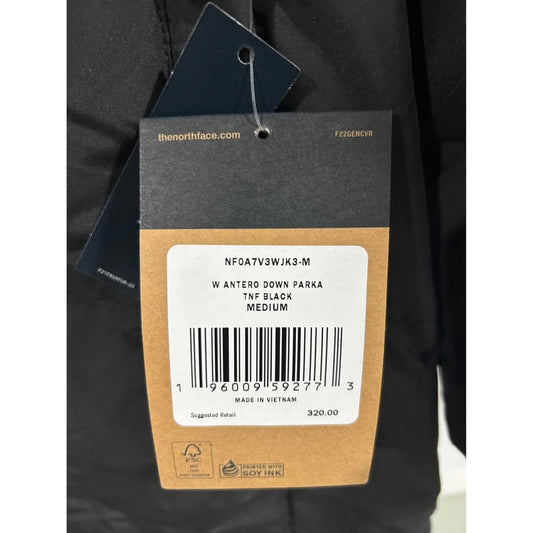 thenorthface.com
F22GENCVR
NF0A7V3WJK3-M
W ANTERO DOWN PARKA
TNF BLACK
MEDIUM
1 96009 59277 3
MADE IN VIETNAM
Suggested Retail 320.00
FSC
PRINTED WITH
SOY INK